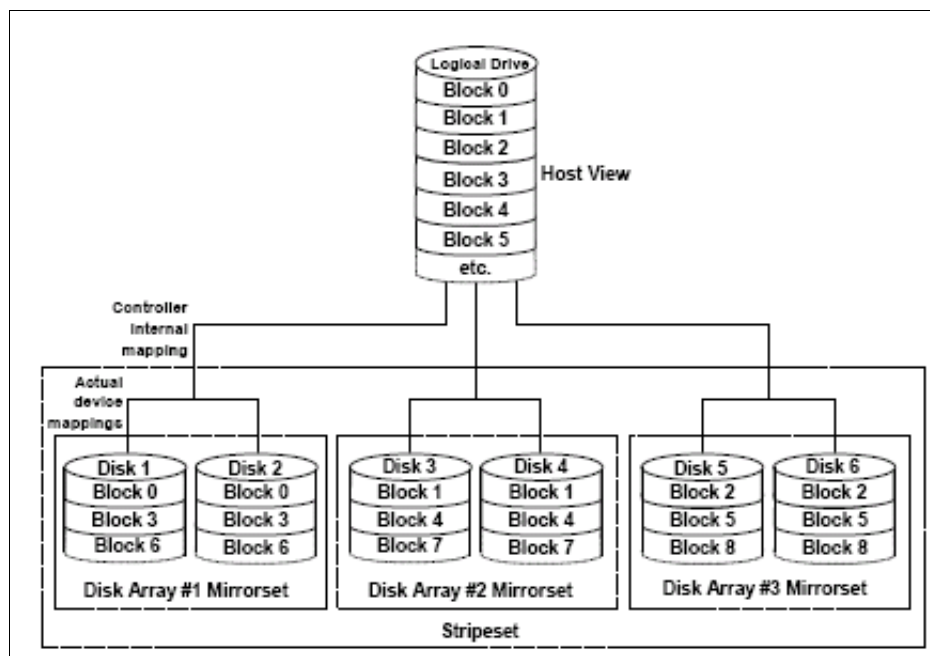 Logical Drive
Block 0
Block 1
Block 2
Block 3
Block 4
Block 5
etc.
Host View
Controller
internal
mapping
Actual
device
mappings
Disk 1
Block 0
Block 3
Block 6
Disk 2
Block 0
Block 3
Block 6
Disk Array #1 Mirrorset
Disk 3
Block 1
Block 4
Block 7
Disk 4
Block 1
Block 4
Block 7
Disk Array #2 Mirrorset
Disk 5
Block 2
Block 5
Block 8
Disk 6
Block 2
Block 5
Block 8
Disk Array #3 Mirrorset
Stripeset